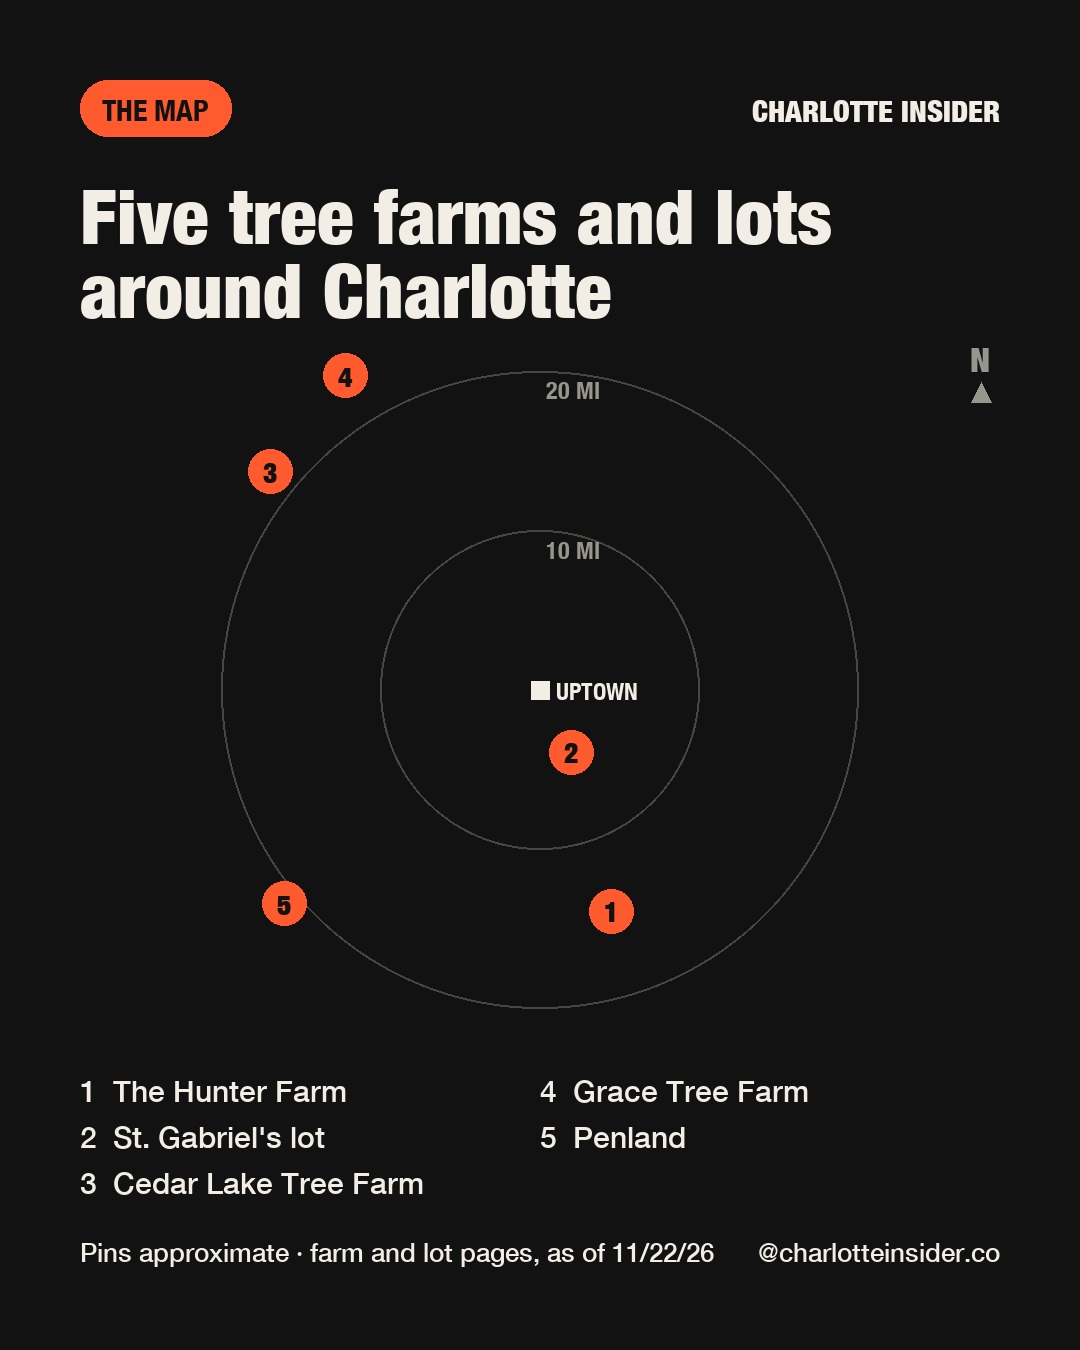 THE MAP
CHARLOTTE INSIDER
Five tree farms and lots
around Charlotte
N
4
20 MI
3
10 MI
UPTOWN
2
5
1
1 The Hunter Farm
2 St. Gabriel's lot
3 Cedar Lake Tree Farm
4 Grace Tree Farm
5 Penland
Pins approximate · farm and lot pages, as of 11/22/26
@charlotteinsider.co